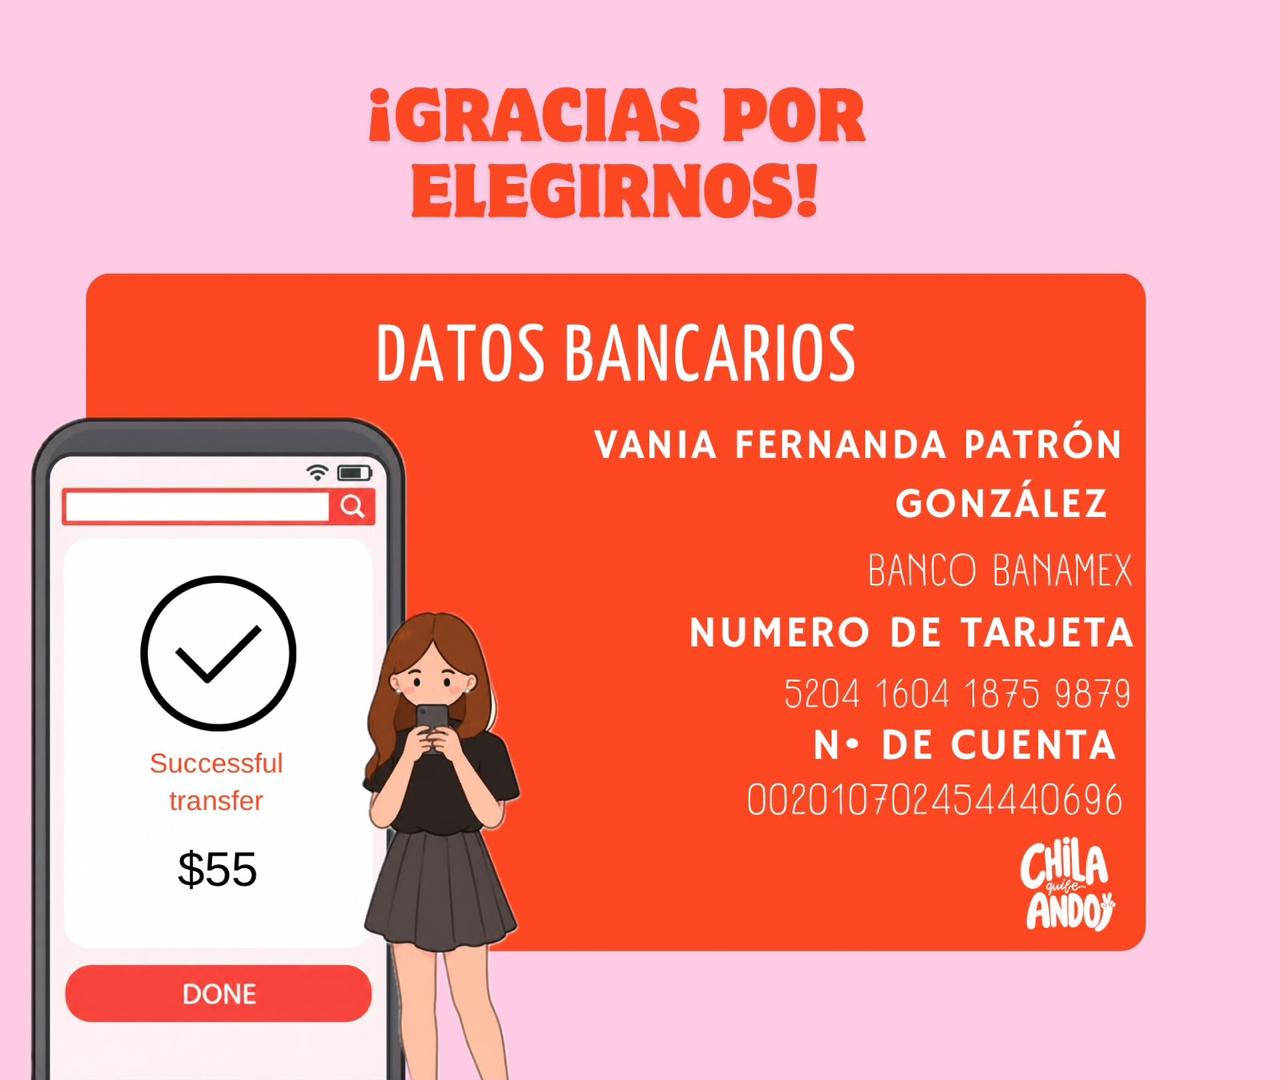 ¡GRACIAS POR
ELEGIRNOS!
DATOS BANCARIOS
VANIA FERNANDA PATRÓN
GONZÁLEZ
BANCO BANAMEX
NUMERO DE TARJETA
5204 1604 1875 9879
N• DE CUENTA
002010702454440696
CHiLA
quiBe
ANDO
Successful
transfer
$55
DONE